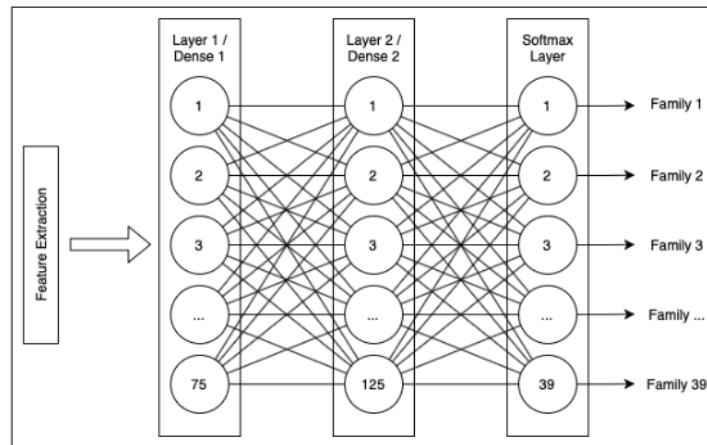 Layer 1 /
Dense 1
Layer 2 /
Dense 2
Softmax
Layer
Feature Extraction
1
1
1
Family 1
2
2
2
Family 2
3
3
3
Family 3
...
...
...
Family ...
75
125
39
Family 39